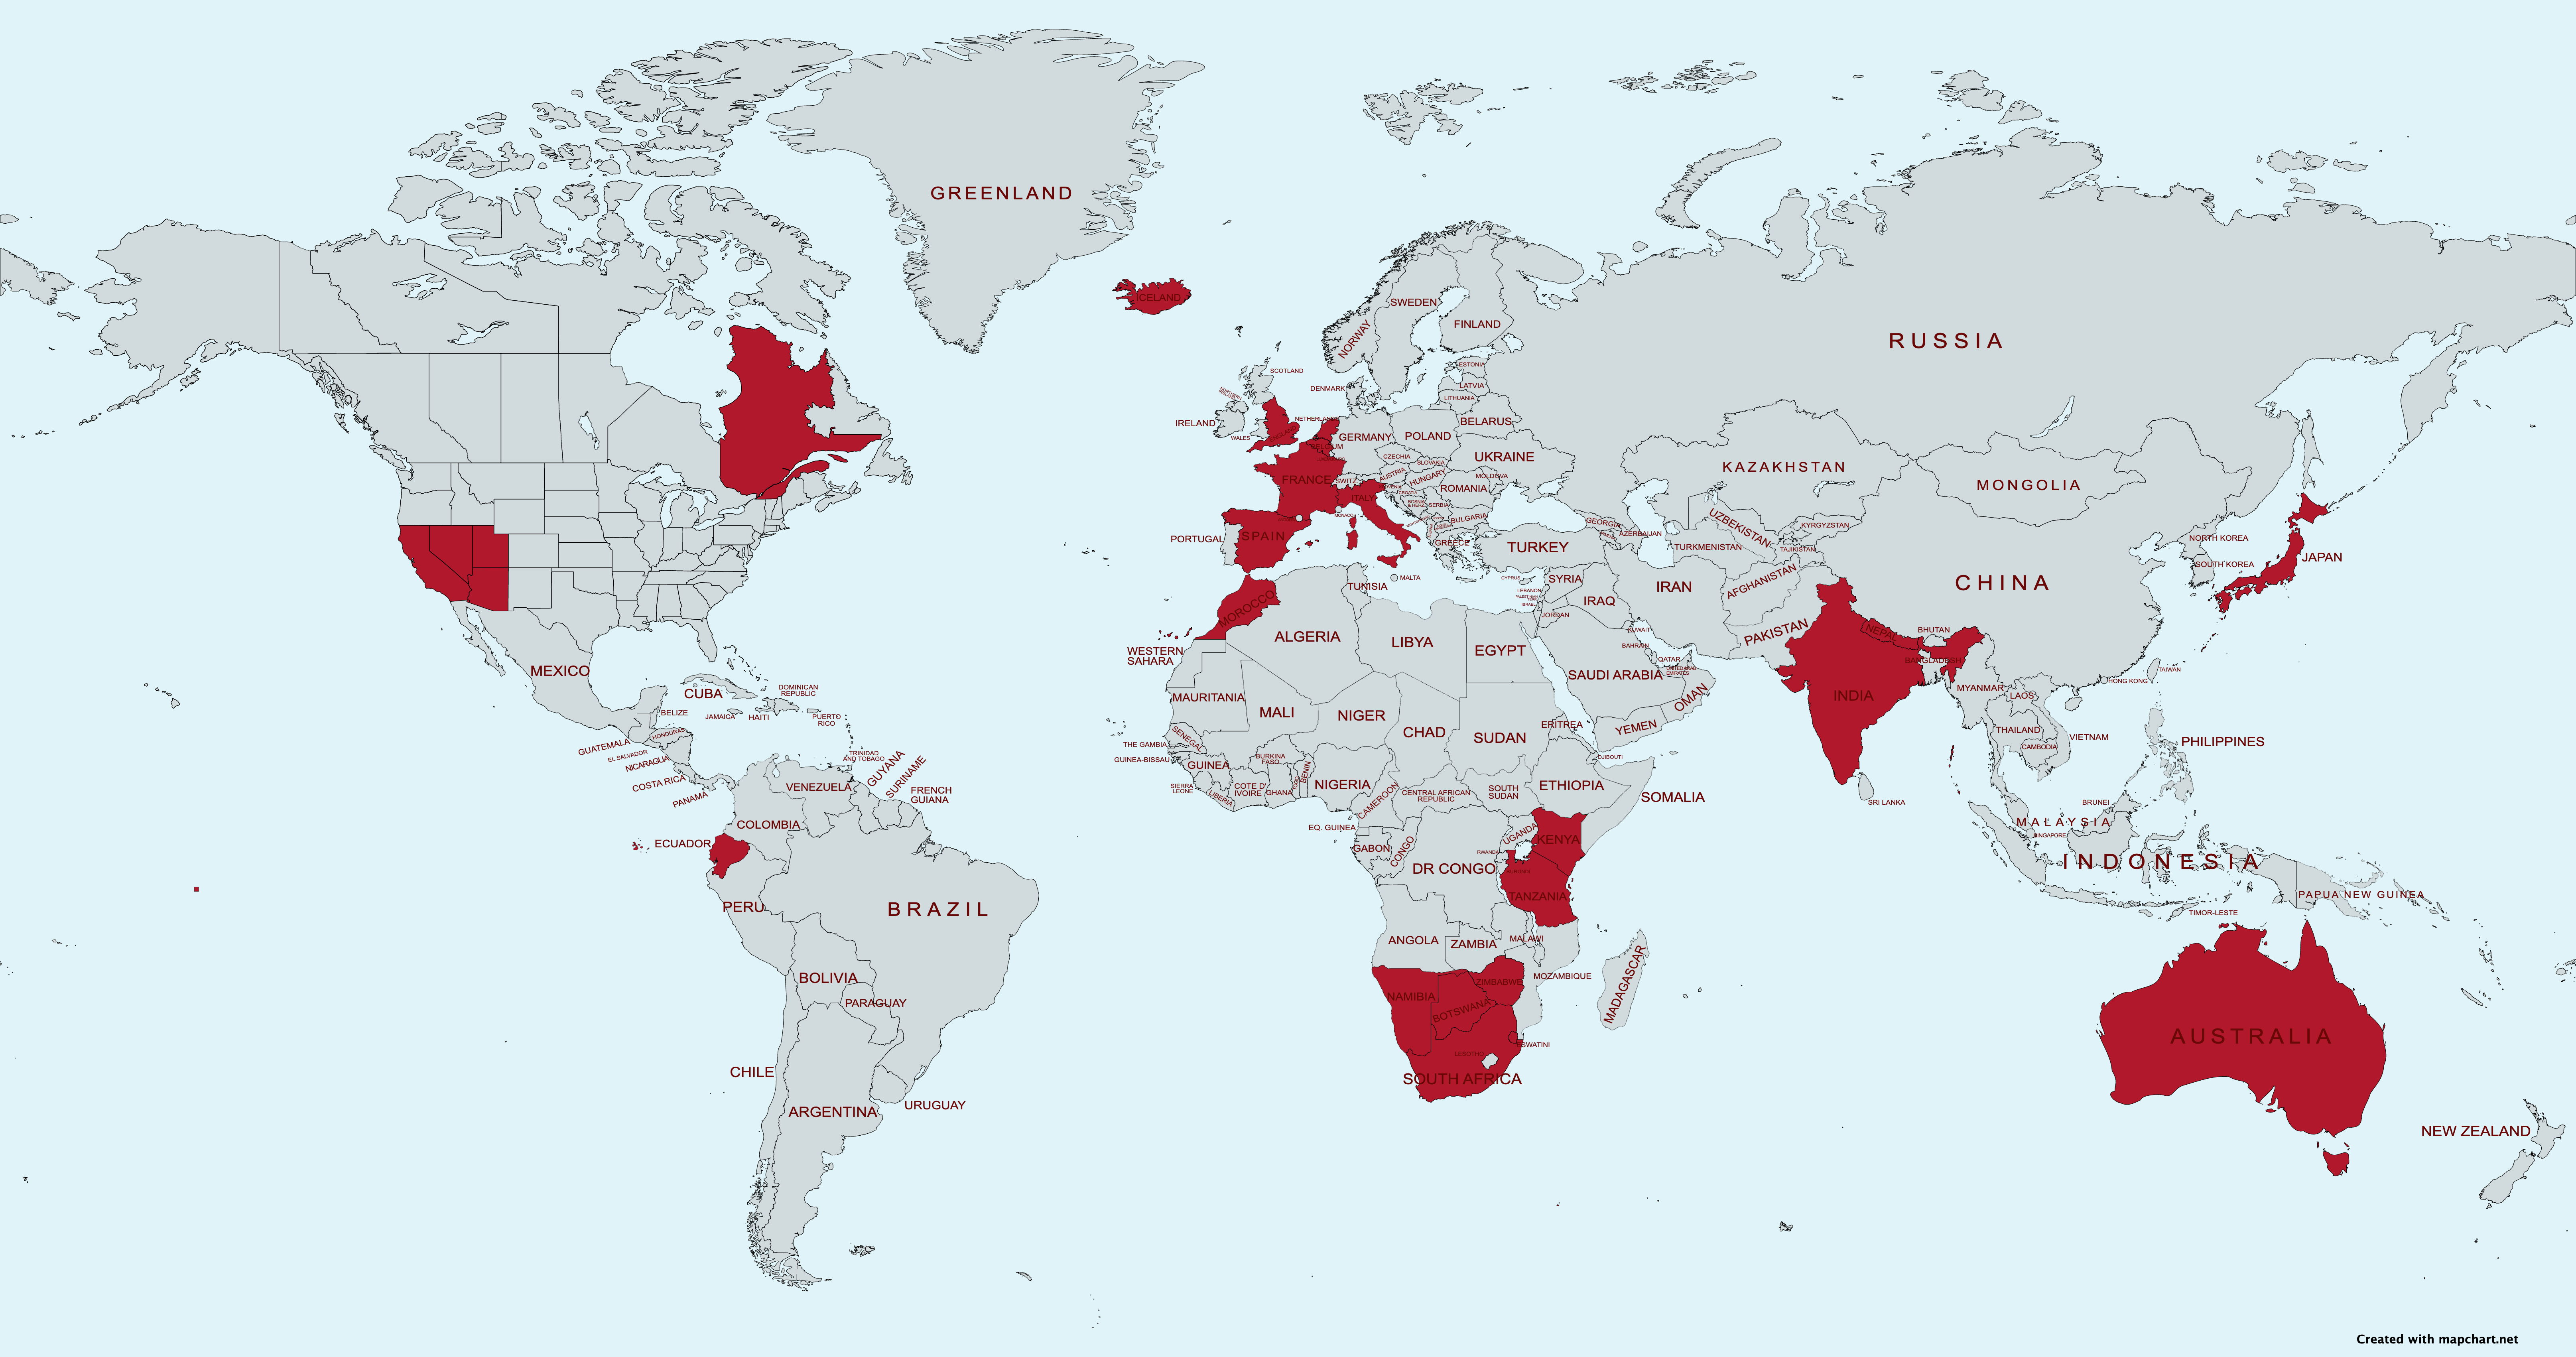 GREENLAND
ICELAND
SWEDEN
FINLAND
NORWAY
RUSSIA
ESTONIA
SCOTLAND
LATVIA
DENMARK
LITHUANIA
NETHERLANDS
IRELAND
BELARUS
WALES
ENGLAND
GERMANY
POLAND
BELGIUM
UKRAINE
CZECHIA
SLOVAKIA
KAZAKHSTAN
AUSTRIA
HUNGARY
MOLDOVA
FRANCE
SWITZ.
MONGOLIA
ROMANIA
ITALY
SERBIA
MONACO
BULGARIA
GEORGIA
UZBEKISTAN
KYRGYZSTAN
AZERBAIJAN
PORTUGAL
SPAIN
GREECE
TURKEY
TURKMENISTAN
TAJIKISTAN
NORTH KOREA
JAPAN
SOUTH KOREA
TUNISIA
MALTA
CYPRUS
SYRIA
IRAN
AFGHANISTAN
CHINA
LEBANON
ISRAEL
IRAQ
MOROCCO
JORDAN
ALGERIA
LIBYA
EGYPT
KUWAIT
PAKISTAN
NEPAL
BHUTAN
WESTERN
SAHARA
BAHRAIN
QATAR
BANGLADESH
UNITED ARAB
EMIRATES
SAUDI ARABIA
MEXICO
TAIWAN
HONG KONG
CUBA
DOMINICAN
REPUBLIC
MAURITANIA
OMAN
INDIA
MYANMAR
LAOS
BELIZE
JAMAICA
HAITI
PUERTO
RICO
MALI
NIGER
CHAD
SUDAN
ERITREA
YEMEN
THAILAND
VIETNAM
PHILIPPINES
CAMBODIA
GUATEMALA
HONDURAS
EL SALVADOR
NICARAGUA
COSTA RICA
PANAMA
TRINIDAD
AND TOBAGO
SENEGAL
THE GAMBIA
GUINEA-BISSAU
GUINEA
BURKINA
FASO
BENIN
TOGO
DJIBOUTI
VENEZUELA
GUYANA
SURINAME
FRENCH
GUIANA
SIERRA
LEONE
LIBERIA
COTE D'
IVOIRE
GHANA
NIGERIA
CAMEROON
CENTRAL AFRICAN
REPUBLIC
SOUTH
SUDAN
ETHIOPIA
SOMALIA
SRI LANKA
BRUNEI
MALAYSIA
SINGAPORE
COLOMBIA
EQ. GUINEA
ECUADOR
GABON
CONGO
UGANDA
KENYA
RWANDA
DR CONGO
BURUNDI
INDONESIA
TANZANIA
PAPUA NEW GUINEA
TIMOR-LESTE
PERU
BRAZIL
ANGOLA
ZAMBIA
MALAWI
MOZAMBIQUE
MADAGASCAR
BOLIVIA
ZIMBABWE
NAMIBIA
BOTSWANA
PARAGUAY
AUSTRALIA
ESWATINI
LESOTHO
CHILE
SOUTH AFRICA
ARGENTINA
URUGUAY
NEW ZEALAND
Created with mapchart.net